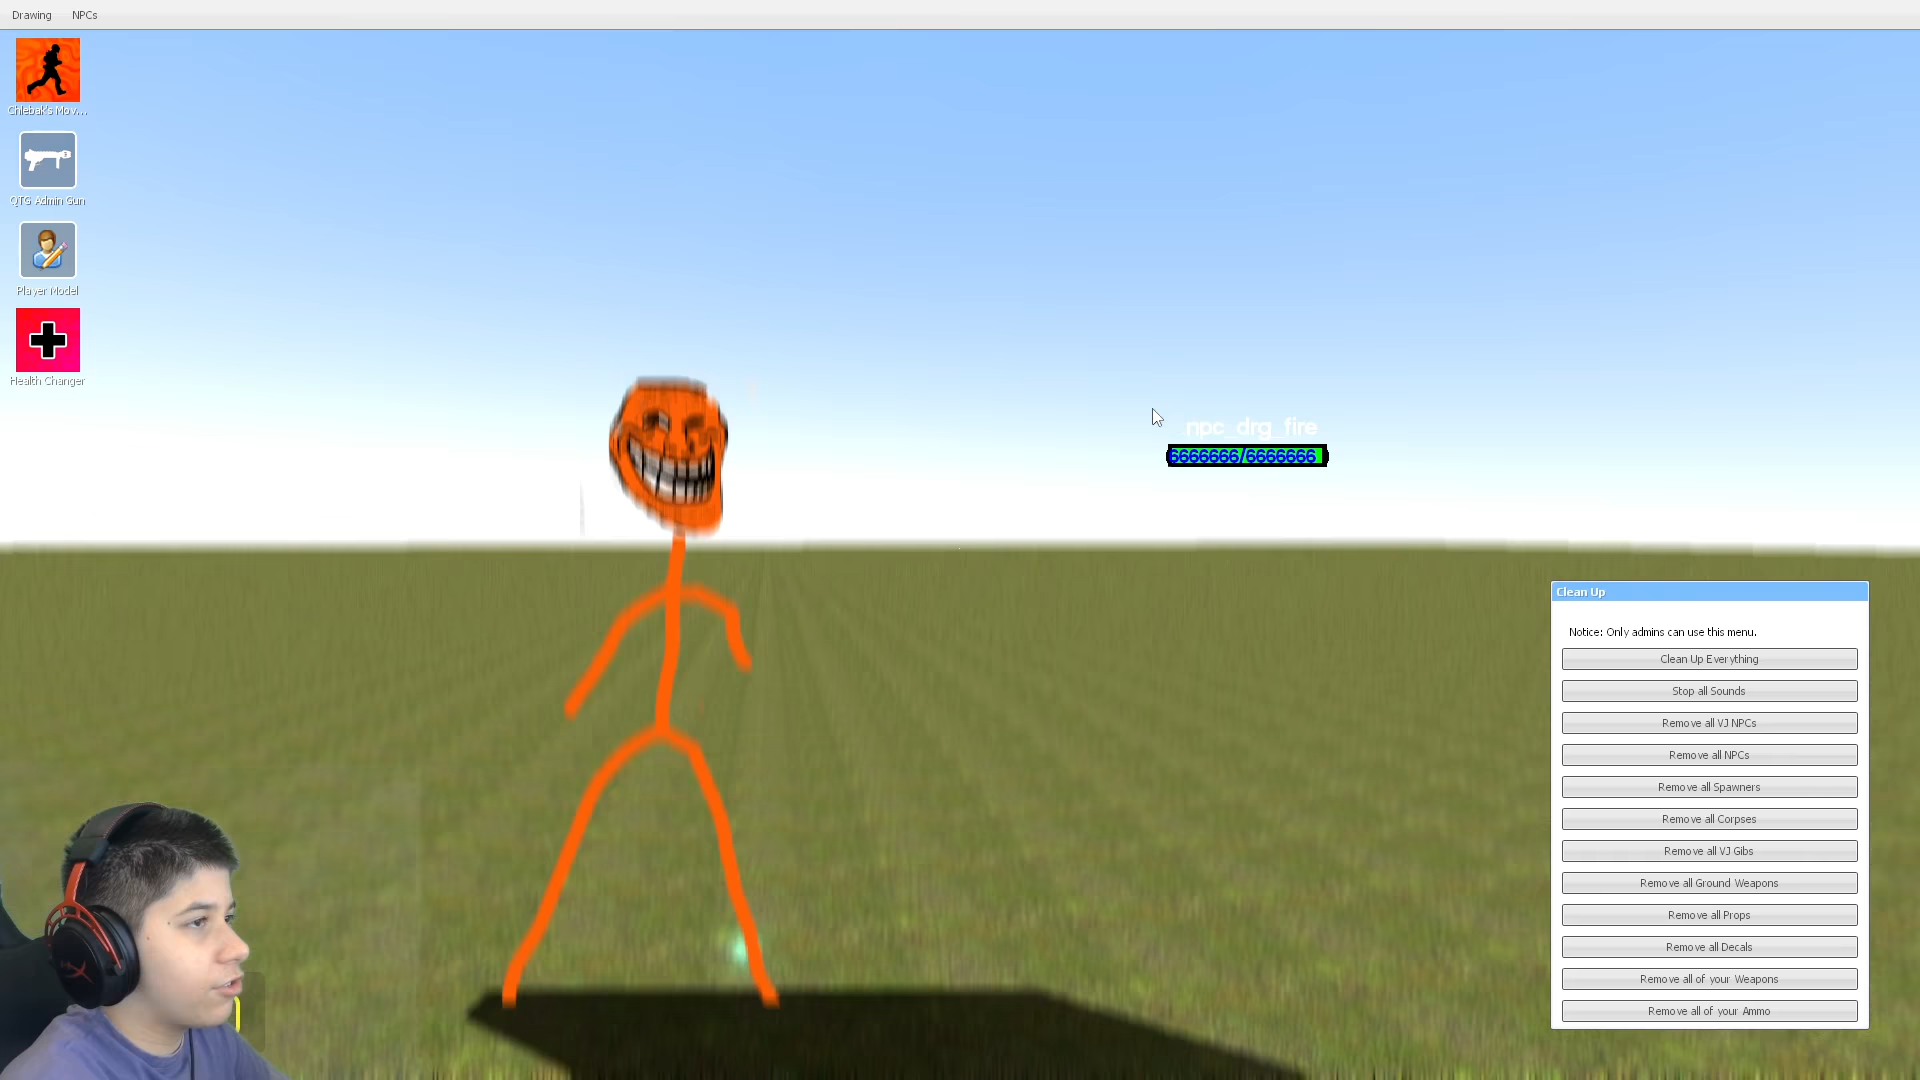 Drawing
NPCs
Chlebak's Mov...
QTG Admin Gun
Player Model
Health Changer
npc_drg_fire
6666666/6666666
Clean Up
Notice: Only admins can use this menu.
Clean Up Everything
Stop all Sounds
Remove all VJ NPCs
Remove all NPCs
Remove all Spawners
Remove all Corpses
Remove all VJ Gibs
Remove all Ground Weapons
Remove all Props
Remove all Decals
Remove all of your Weapons
Remove all of your Ammo